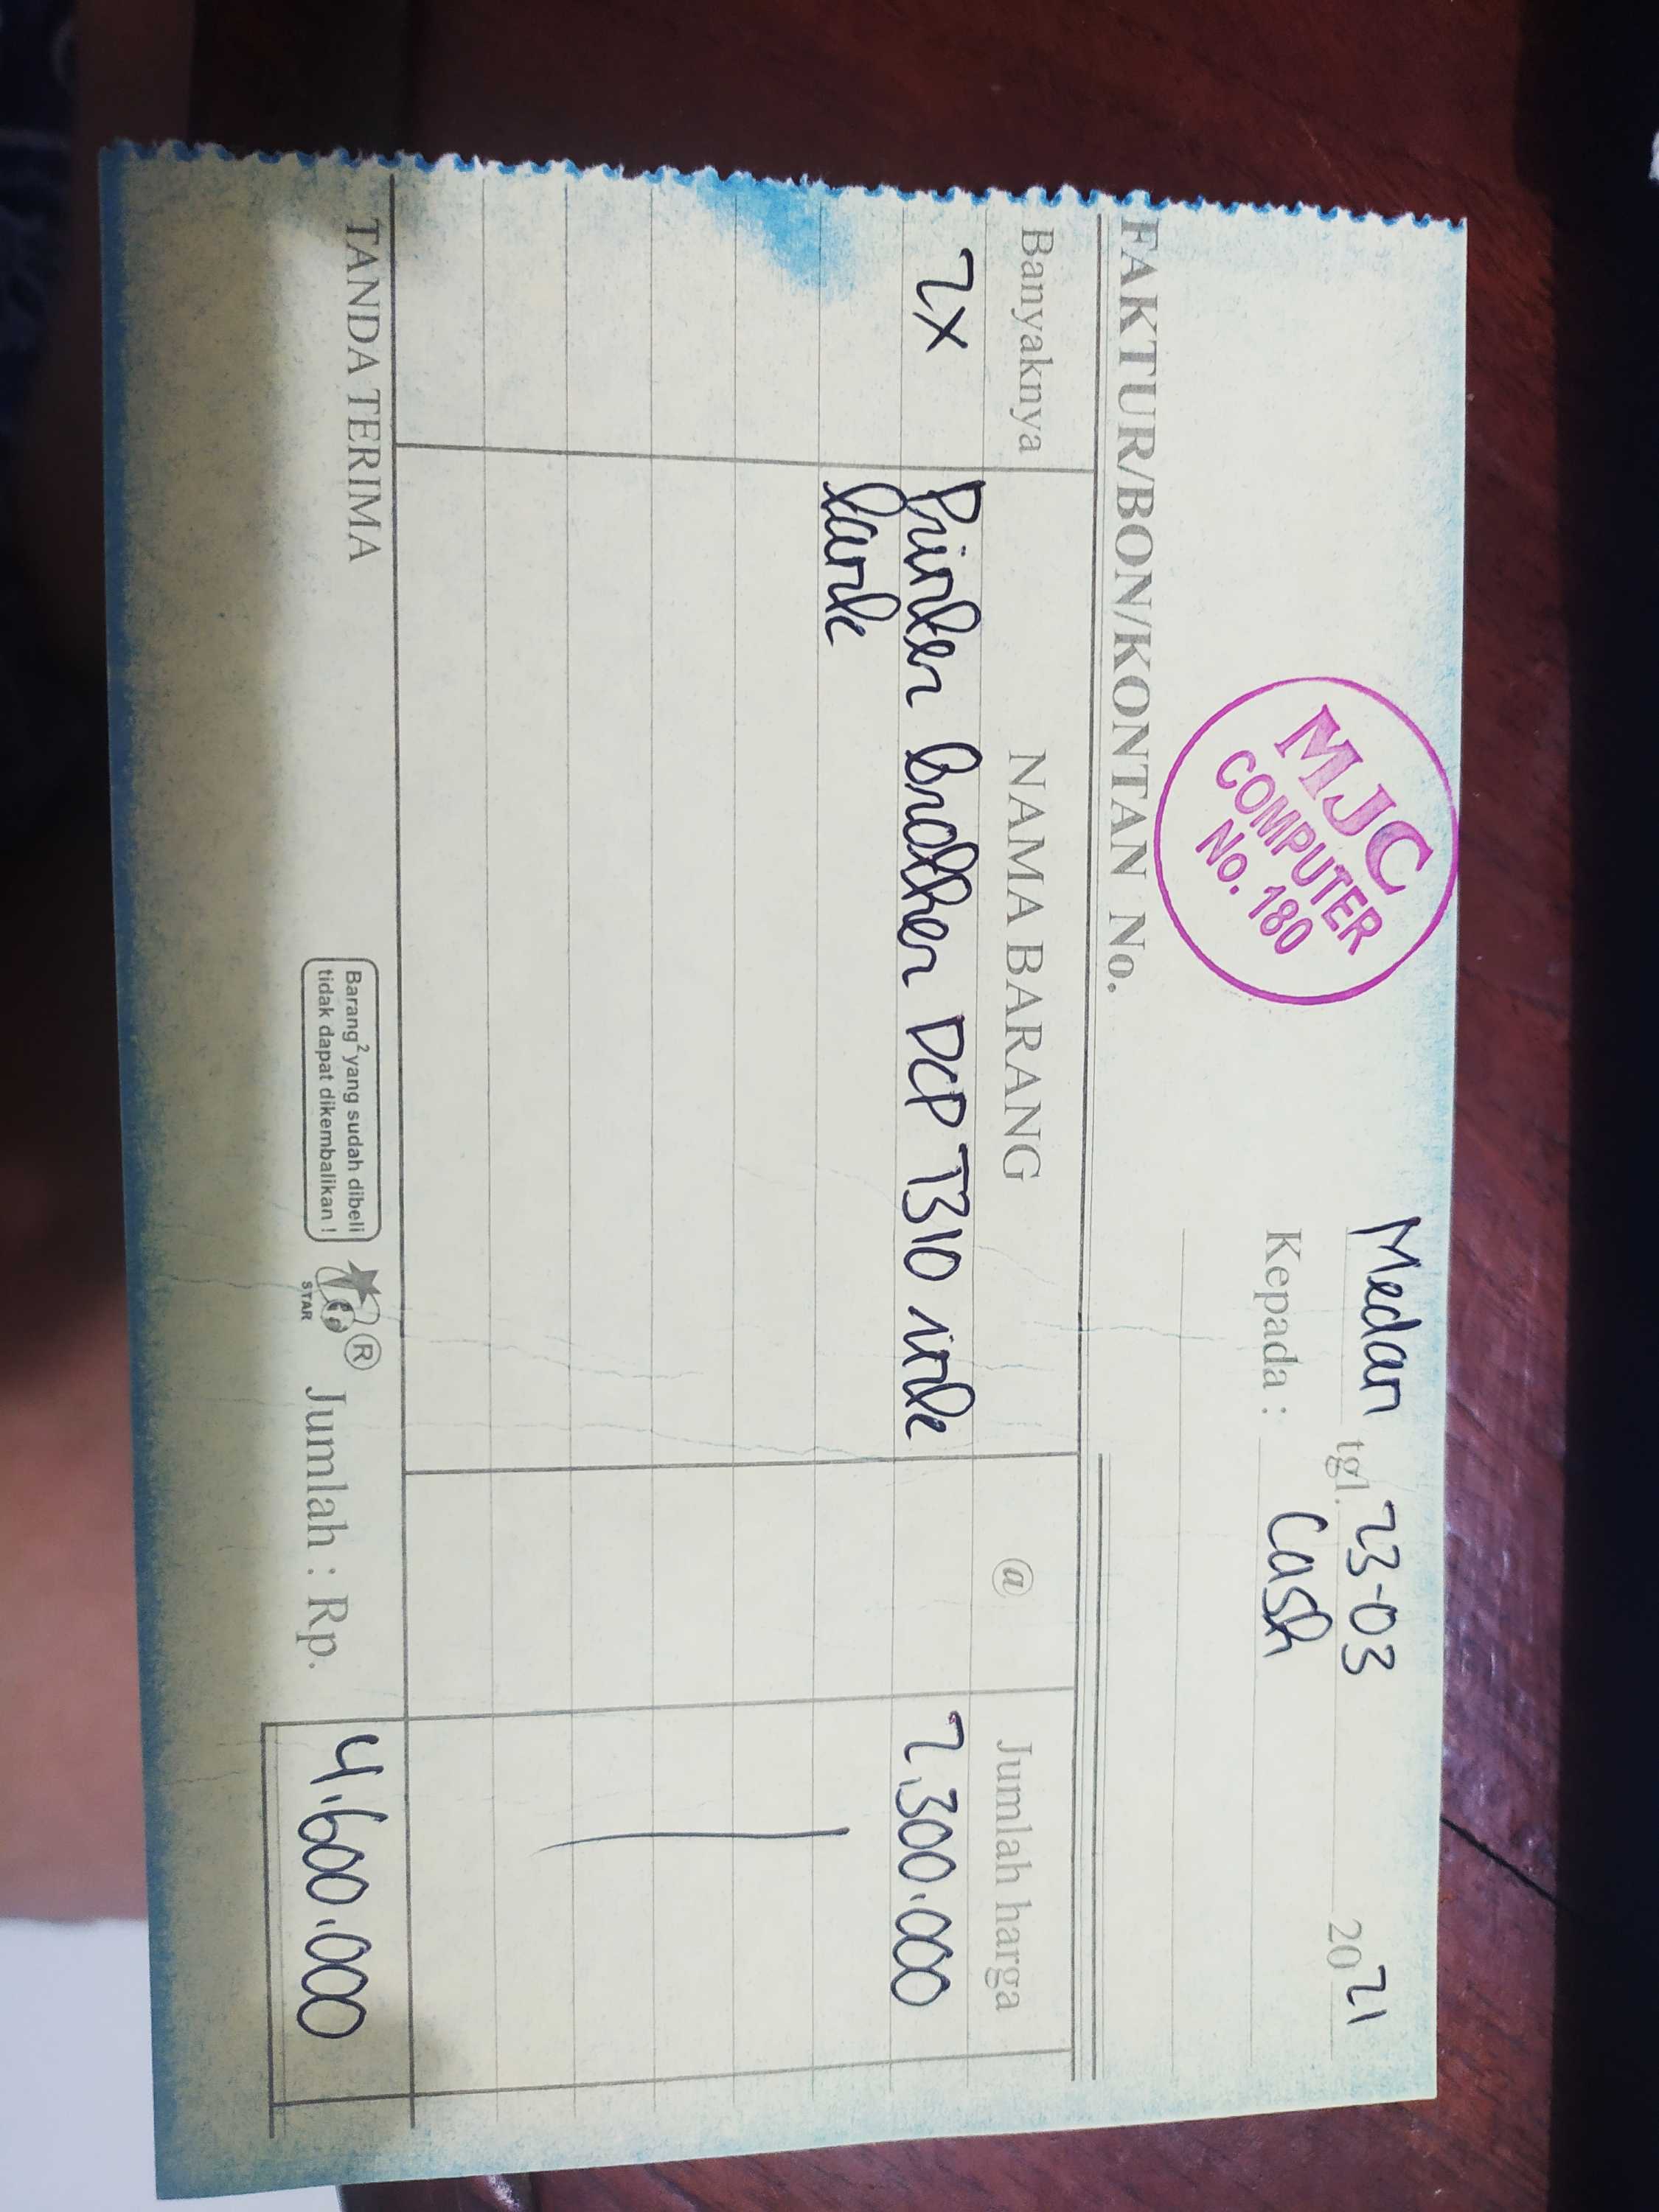 MJC
COMPUTER
No. 180
Medan tgl. 23-03 2021
Kepada : Cash
FAKTUR/BON/KONTAN No.
Banyaknya NAMA BARANG @ Jumlah harga
2x Printer brother DCP T310 ink 2.300.000
tank
TANDA TERIMA
Barang² yang sudah dibeli
tidak dapat dikembalikan !
®
STAR
Jumlah : Rp. 4.600.000